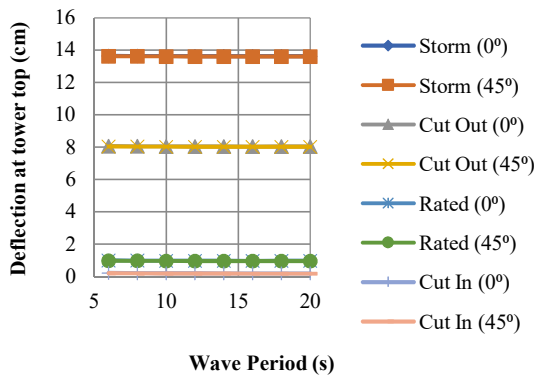 Deflection at tower top (cm)
16
14
12
10
8
6
4
2
0
5
10
15
20
Wave Period (s)
Storm (0º)
Storm (45º)
Cut Out (0º)
Cut Out (45º)
Rated (0º)
Rated (45º)
Cut In (0º)
Cut In (45º)